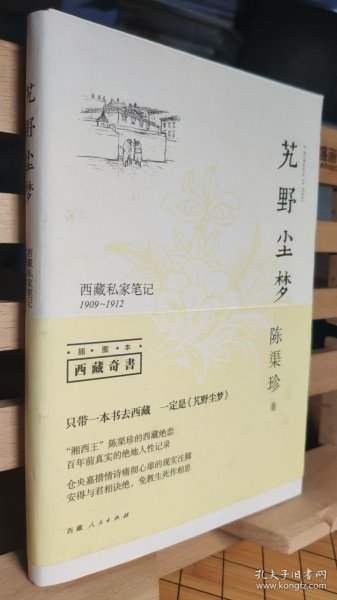 艽野尘梦
西藏私家笔记
艽野尘梦
陈渠珍
著
西藏私家笔记
1909~1912
插·图·本
西藏奇書
只带一本书去西藏 一定是《艽野尘梦》
“湘西王”陈渠珍的西藏绝恋
百年前真实的绝地人性记录
仓央嘉措情诗痛彻心扉的现实注脚
安得与君相诀绝,免教生死作相思
西藏人民出版社
孔夫子旧书网